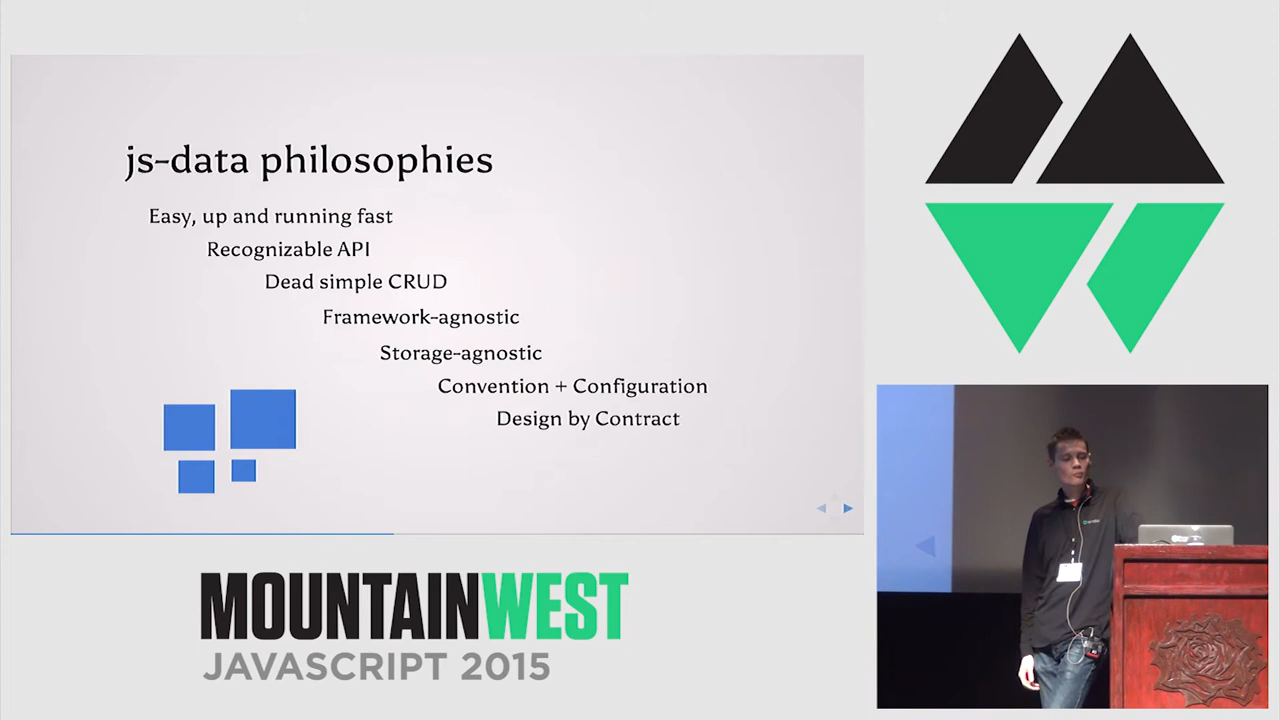 js-data philosophies
Easy, up and running fast
Recognizable API
Dead simple CRUD
Framework-agnostic
Storage-agnostic
Convention + Configuration
Design by Contract
MOUNTAINWEST
JAVASCRIPT 2015